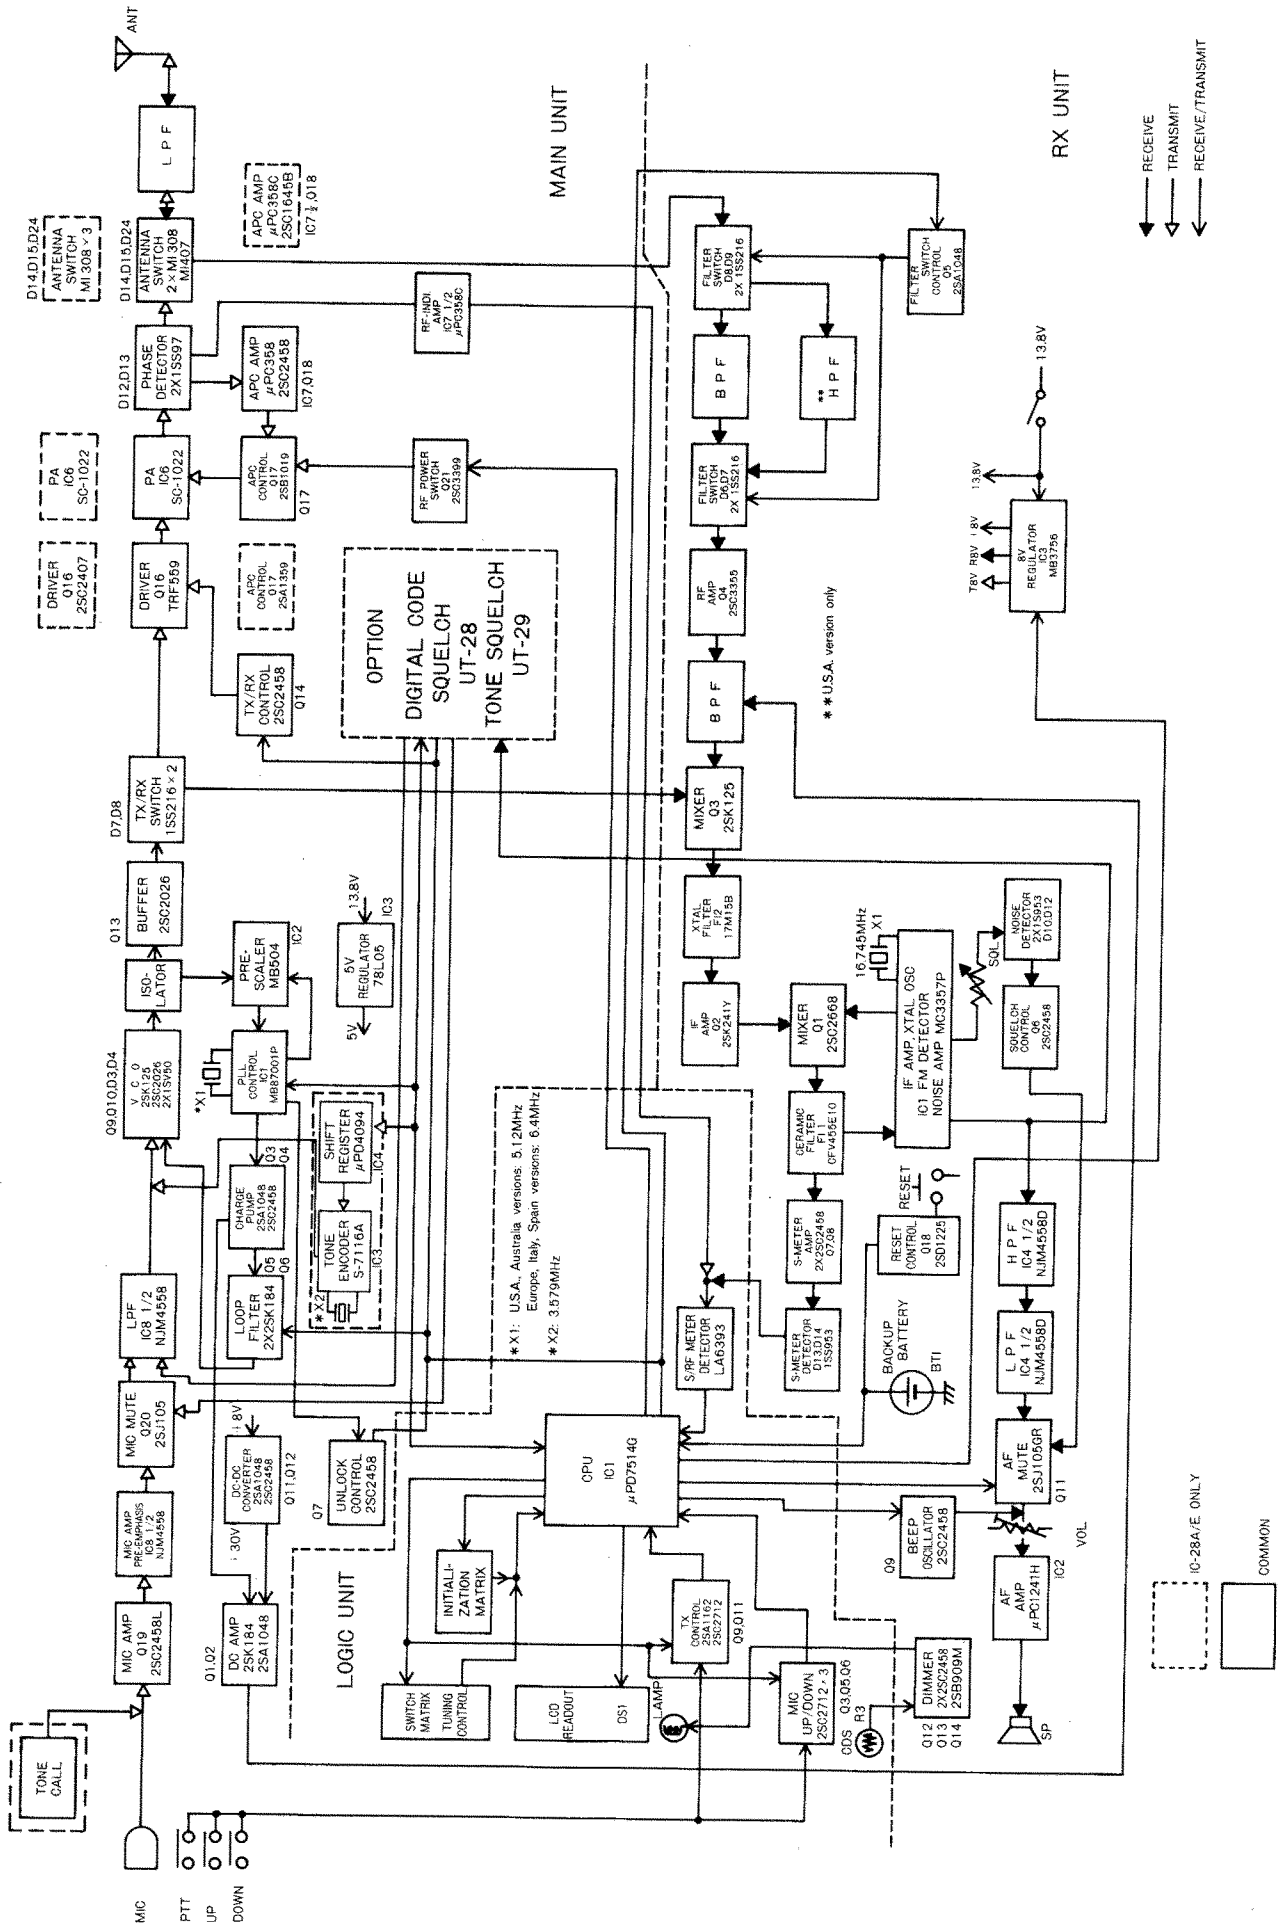 ANT
L P F
D14,D15,D24
ANTENNA
SWITCH
MI 308 × 3
D14,D15,D24
ANTENNA
SWITCH
2×MI308
MI407
APC AMP
μPC358C
2SC1645B
IC7 ½,Q18
D12,D13
PHASE
DETECTOR
2X1SS97
APC AMP
μPC358
2SC2458
IC7,Q18
RF-INDI.
AMP
IC7 1/2
μPC358C
PA
IC6
SC-1022
PA
IC6
SC-1022
APC
CONTROL
Q17
2SB1019
Q17
RF POWER
SWITCH
Q21
2SC3399
DRIVER
Q16
2SC2407
DRIVER
Q16
TRF559
APC
CONTROL
Q17
2SA1359
TX/RX
CONTROL
2SC2458
Q14
OPTION
DIGITAL CODE
SQUELCH
UT-28
TONE SQUELCH
UT-29
D7,D8
TX/RX
SWITCH
1SS216×2
Q13
BUFFER
2SC2026
ISO-
LATOR
PRE-
SCALER
MB504
IC2
5V
REGULATOR
78L05
13.8V
5V
IC3
Q9,Q10,D3,D4
V C O
2SK125
2SC2026
2X1SV50
*X1
PLL
CONTROL
IC1
MB87001P
SHIFT
REGISTER
μPD4094
IC4
TONE
ENCODER
S-7116A
IC3
*X2
Q3
Q4
CHARGE
PUMP
2SA1048
2SC2458
Q5
Q6
LOOP
FILTER
2X2SK184
LPF
IC8 1/2
NJM4558
MIC MUTE
Q20
2SJ105
MIC AMP
PRE-EMPHASIS
IC8 1/2
NJM4558
MIC AMP
Q19
2SC2458L
+8V
DC-DC
CONVERTER
2SA1048
2SC2458
Q11,Q12
30V
Q1,Q2
DC AMP
2SK184
2SA1048
Q7
UNLOCK
CONTROL
2SC2458
TONE
CALL
MIC
PTT
UP
DOWN
MAIN UNIT
RX UNIT
LOGIC UNIT
RECEIVE
TRANSMIT
RECEIVE/TRANSMIT
FILTER
SWITCH
D8,D9
2X 1SS216
FILTER
SWITCH
CONTROL
Q5
2SA1048
B P F
**
H P F
FILTER
SWITCH
D6,D7
2X 1SS216
RF
AMP
Q4
2SC3355
B P F
**U.S.A. version only
MIXER
Q3
2SK125
XTAL
FILTER
FI2
17M15B
IF
AMP
Q2
2SK241Y
MIXER
Q1
2SC2668
16.745MHz
X1
IF AMP, XTAL OSC
IC1 FM DETECTOR
NOISE AMP MC3357P
SQL
NOISE
DETECTOR
2X1S953
D10,D12
SQUELCH
CONTROL
Q6
2SC2458
CERAMIC
FILTER
FI 1
CFV455E10
S-METER
AMP
2X2SC2458
Q7,Q8
S-METER
DETECTOR
D13,D14
1SS953
S/RF METER
DETECTOR
LA6393
*X1: U.S.A., Australia versions: 5.12MHz
Europe, Italy, Spain versions: 6.4MHz
*X2: 3.579MHz
RESET
RESET
CONTROL
Q18
2SD1225
BACKUP
BATTERY
BT1
H P F
IC4 1/2
NJM4558D
L P F
IC4 1/2
NJM4558D
AF
MUTE
2SJ105GR
Q11
VOL
AF
AMP
μPC1241H
IC2
SP
13.8V
13.8V
T8V R8V +8V
8V
REGULATOR
IC3
MB3756
CPU
IC1
μPD7514G
INITIALI-
ZATION
MATRIX
SWITCH
MATRIX
TUNING
CONTROL
LCD
READOUT
DS1
TX
CONTROL
2SA1162
2SC2712
Q9,Q11
MIC
UP/DOWN
2SC2712×3
Q3,Q5,Q6
LAMP
CDS
R3
Q9
BEEP
OSCILLATOR
2SC2458
DIMMER
2X2SC2458
2SB909M
Q12
Q13
Q14
IC-28A/E ONLY
COMMON